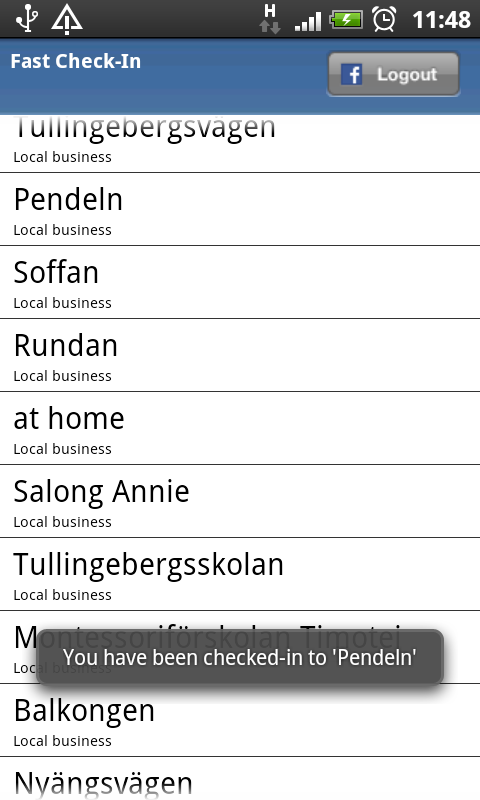 H
11:48
Fast Check-In
f Logout
Tullingebergsvägen
Local business
Pendeln
Local business
Soffan
Local business
Rundan
Local business
at home
Local business
Salong Annie
Local business
Tullingebergsskolan
Local business
Montessoriförskolan Timotej
Local business
You have been checked-in to 'Pendeln'
Balkongen
Local business
Nyängsvägen